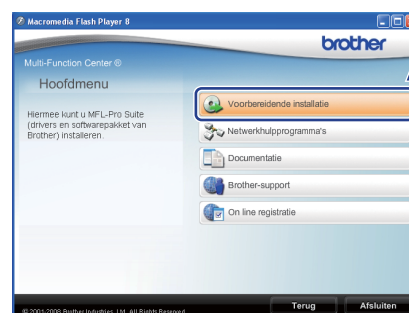 Macromedia Flash Player 8
brother
Multi-Function Center ®
Hoofdmenu
Hiermee kunt u MFL-Pro Suite
(drivers en softwarepakket van
Brother) installeren.
Voorbereidende installatie
Netwerkhulpprogramma's
Documentatie
Brother-support
On line registratie
© 2001-2008 Brother Industries, Ltd. All Rights Reserved.
Terug
Afsluiten